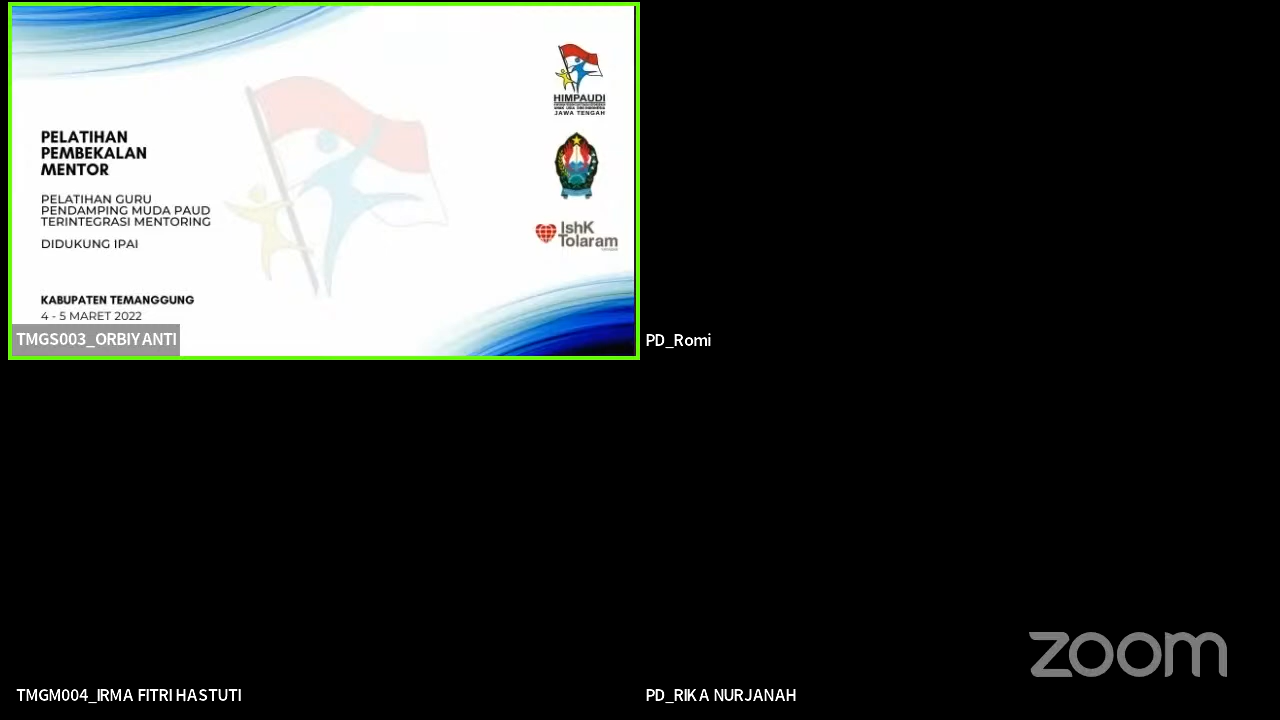 PELATIHAN
PEMBEKALAN
MENTOR
PELATIHAN GURU
PENDAMPING MUDA PAUD
TERINTEGRASI MENTORING
DIDUKUNG IPAI
KABUPATEN TEMANGGUNG
4 - 5 MARET 2022
HIMPAUDI
JAWA TENGAH
IshK
Tolaram
TMGS003_ORBIYANTI
PD_Romi
TMGM004_IRMA FITRI HASTUTI
PD_RIKA NURJANAH
zoom